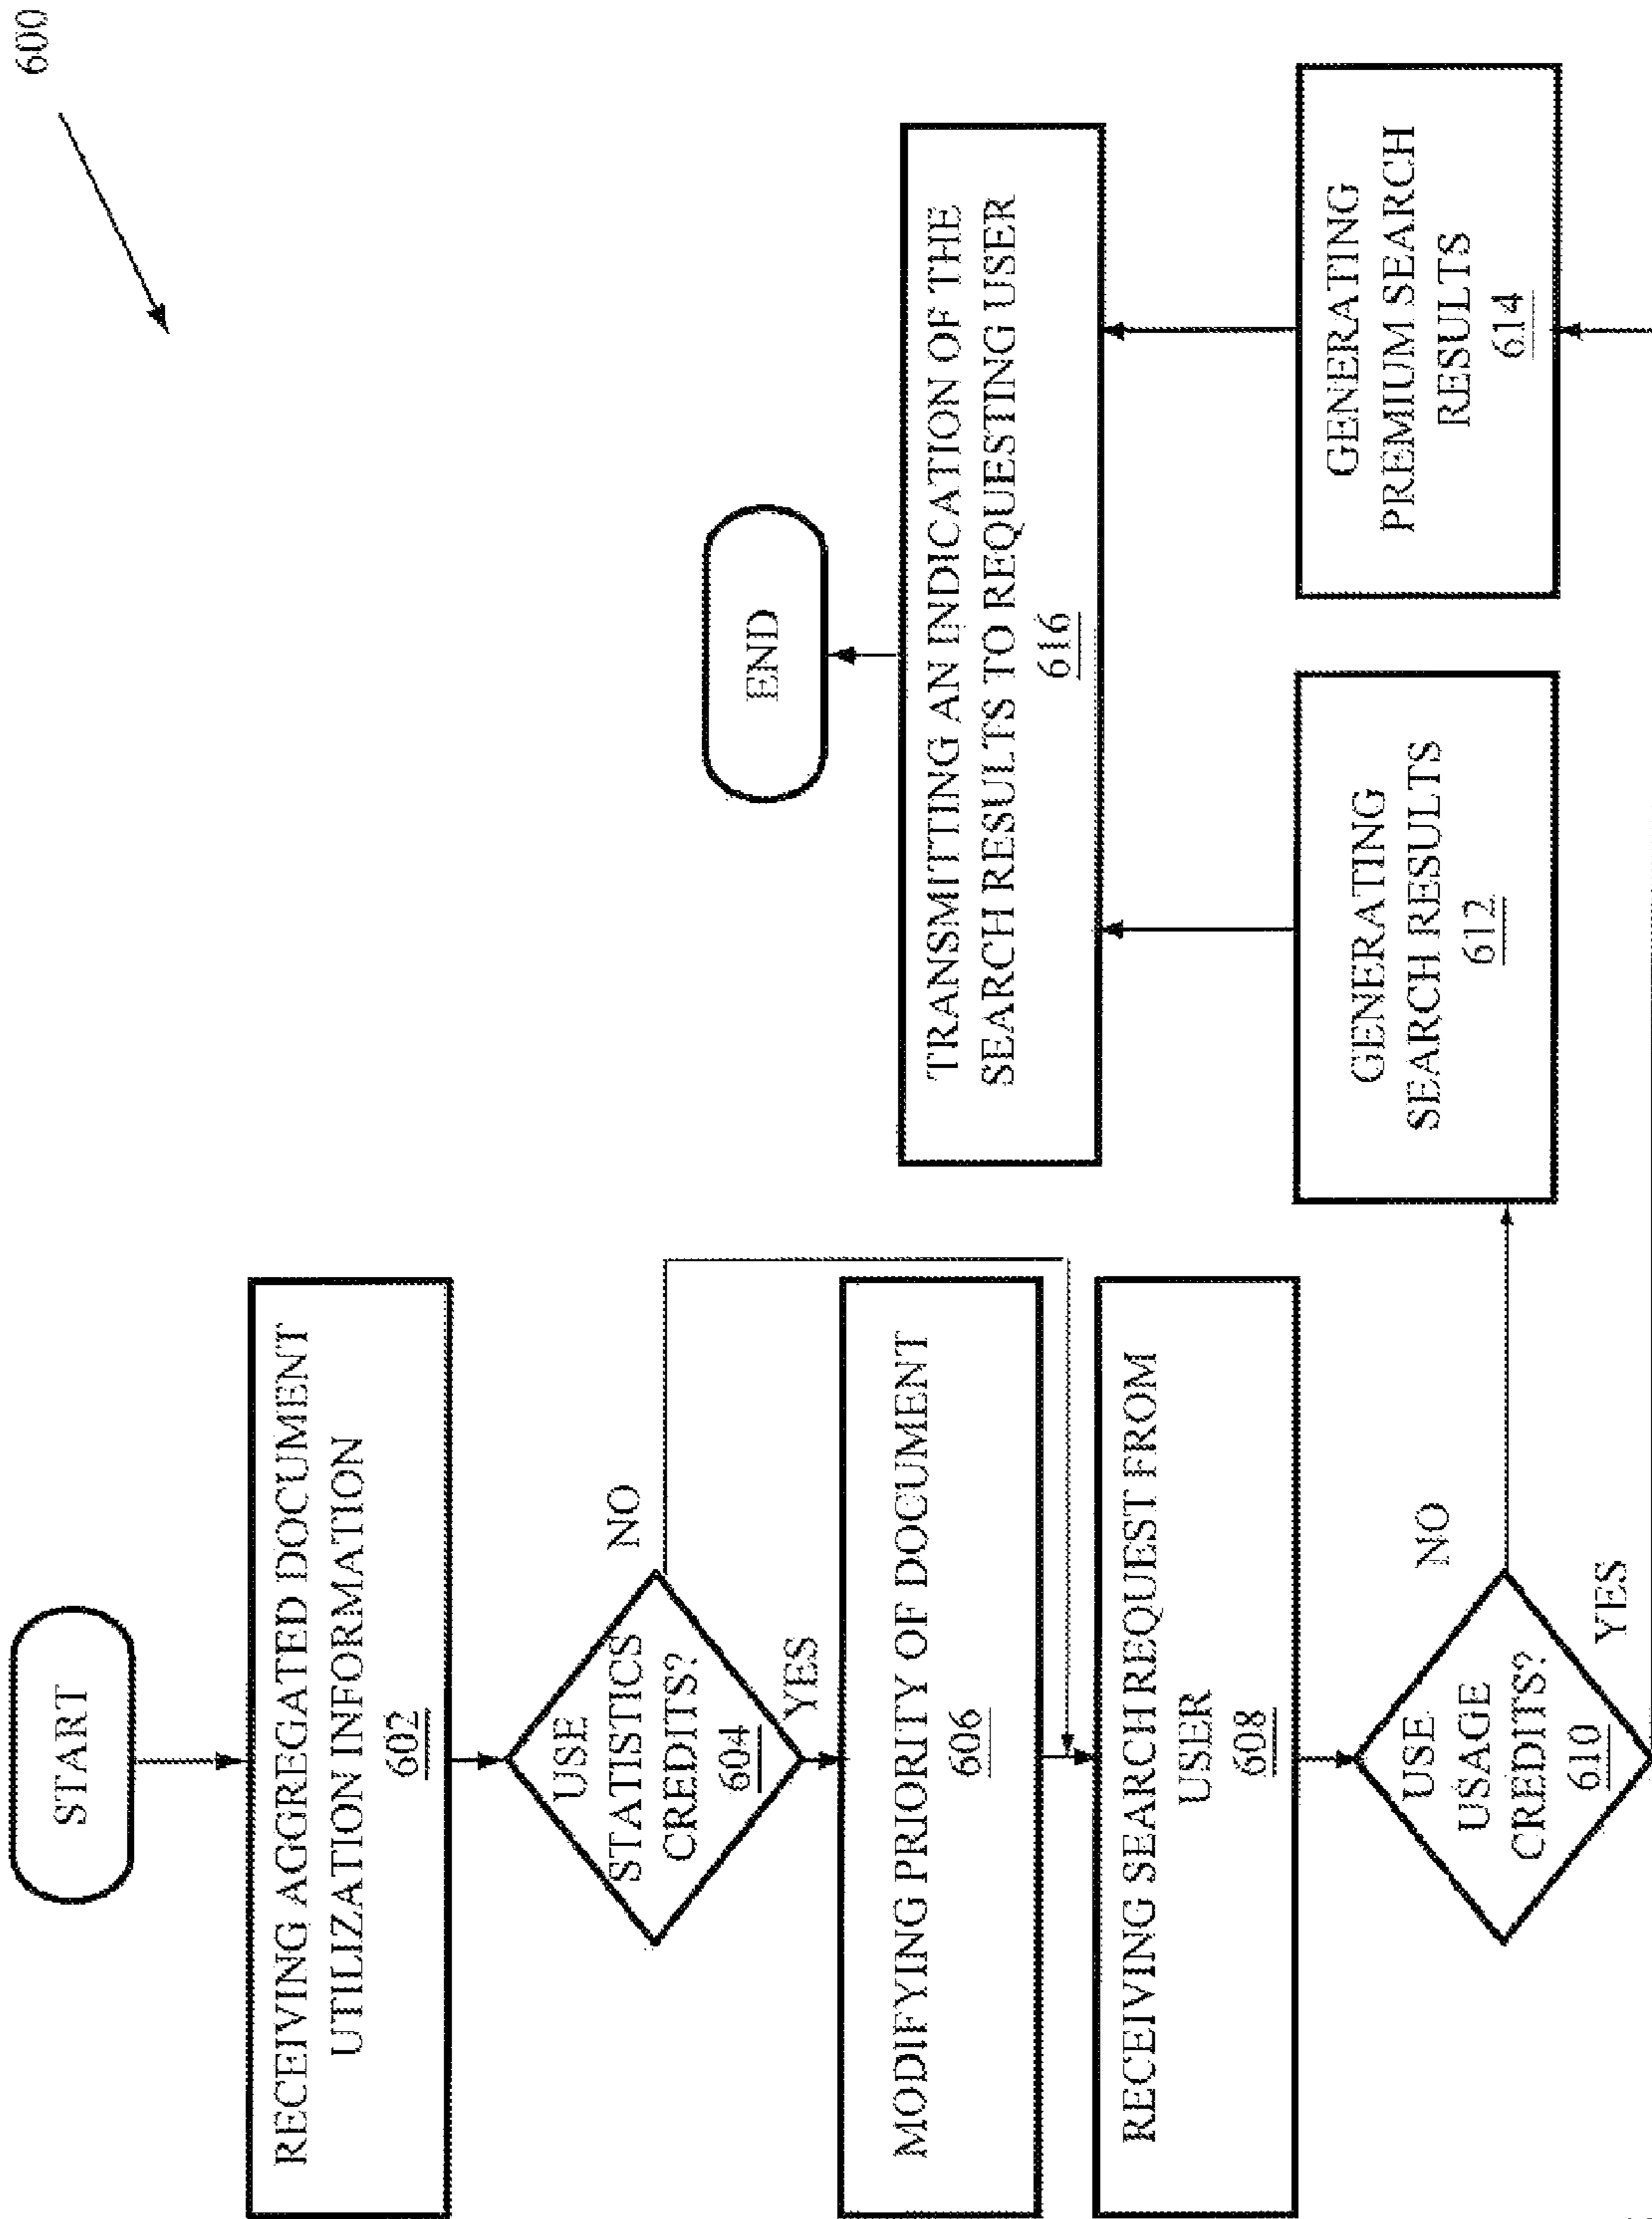 600
START
RECEIVING AGGREGATED DOCUMENT
UTILIZATION INFORMATION
602
USE
STATISTICS
CREDITS?
604
NO
YES
MODIFYING PRIORITY OF DOCUMENT
606
RECEIVING SEARCH REQUEST FROM
USER
608
USE
USAGE
CREDITS?
610
NO
YES
GENERATING
SEARCH RESULTS
612
GENERATING
PREMIUM SEARCH
RESULTS
614
TRANSMITTING AN INDICATION OF THE
SEARCH RESULTS TO REQUESTING USER
616
END